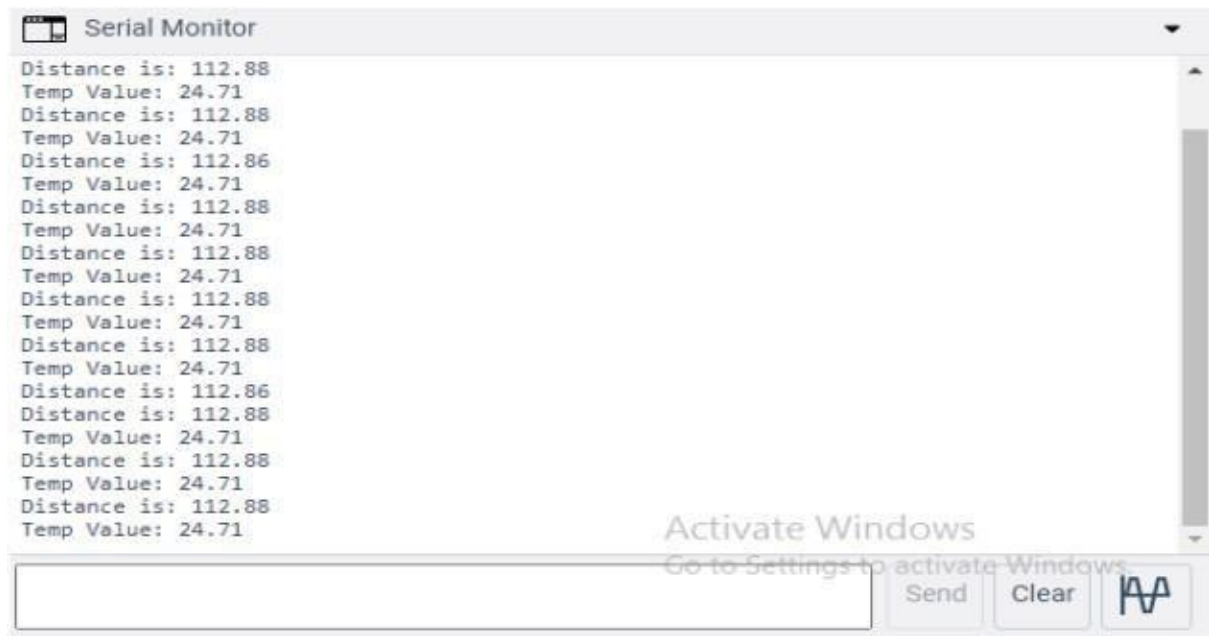 Serial Monitor
Distance is: 112.88
Temp Value: 24.71
Distance is: 112.88
Temp Value: 24.71
Distance is: 112.86
Temp Value: 24.71
Distance is: 112.88
Temp Value: 24.71
Distance is: 112.88
Temp Value: 24.71
Distance is: 112.88
Temp Value: 24.71
Distance is: 112.88
Temp Value: 24.71
Distance is: 112.86
Distance is: 112.88
Temp Value: 24.71
Distance is: 112.88
Temp Value: 24.71
Distance is: 112.88
Temp Value: 24.71
Activate Windows
Go to Settings to activate Windows.
Send Clear